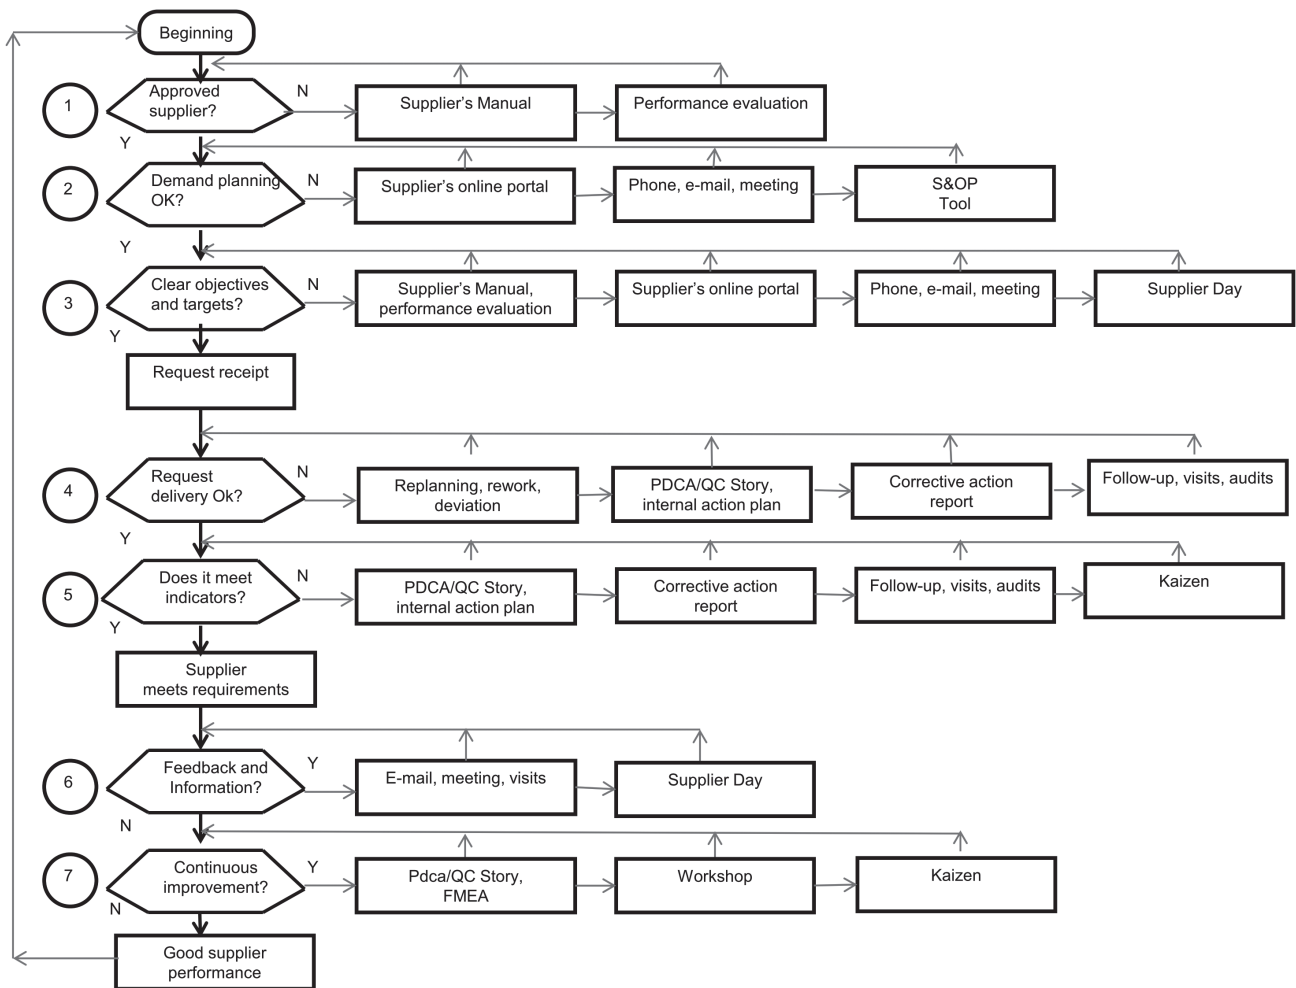 Beginning
1
Approved
supplier?
N
Supplier's Manual
Performance evaluation
Y
2
Demand planning
OK?
N
Supplier's online portal
Phone, e-mail, meeting
S&OP
Tool
Y
3
Clear objectives
and targets?
N
Supplier's Manual,
performance evaluation
Supplier's online portal
Phone, e-mail, meeting
Supplier Day
Y
Request receipt
4
Request
delivery Ok?
N
Replanning, rework,
deviation
PDCA/QC Story,
internal action plan
Corrective action
report
Follow-up, visits, audits
Y
5
Does it meet
indicators?
N
PDCA/QC Story,
internal action plan
Corrective action
report
Follow-up, visits, audits
Kaizen
Y
Supplier
meets requirements
6
Feedback and
Information?
Y
E-mail, meeting, visits
Supplier Day
N
7
Continuous
improvement?
Y
Pdca/QC Story,
FMEA
Workshop
Kaizen
N
Good supplier
performance